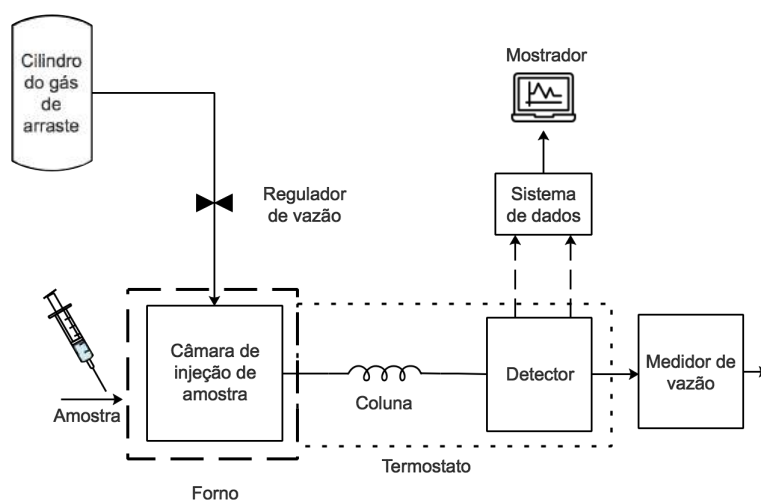 Cilindro
do gás
de
arraste
Mostrador
Regulador
de vazão
Sistema
de dados
Câmara de
injeção de
amostra
Amostra
Coluna
Detector
Medidor de
vazão
Termostato
Forno